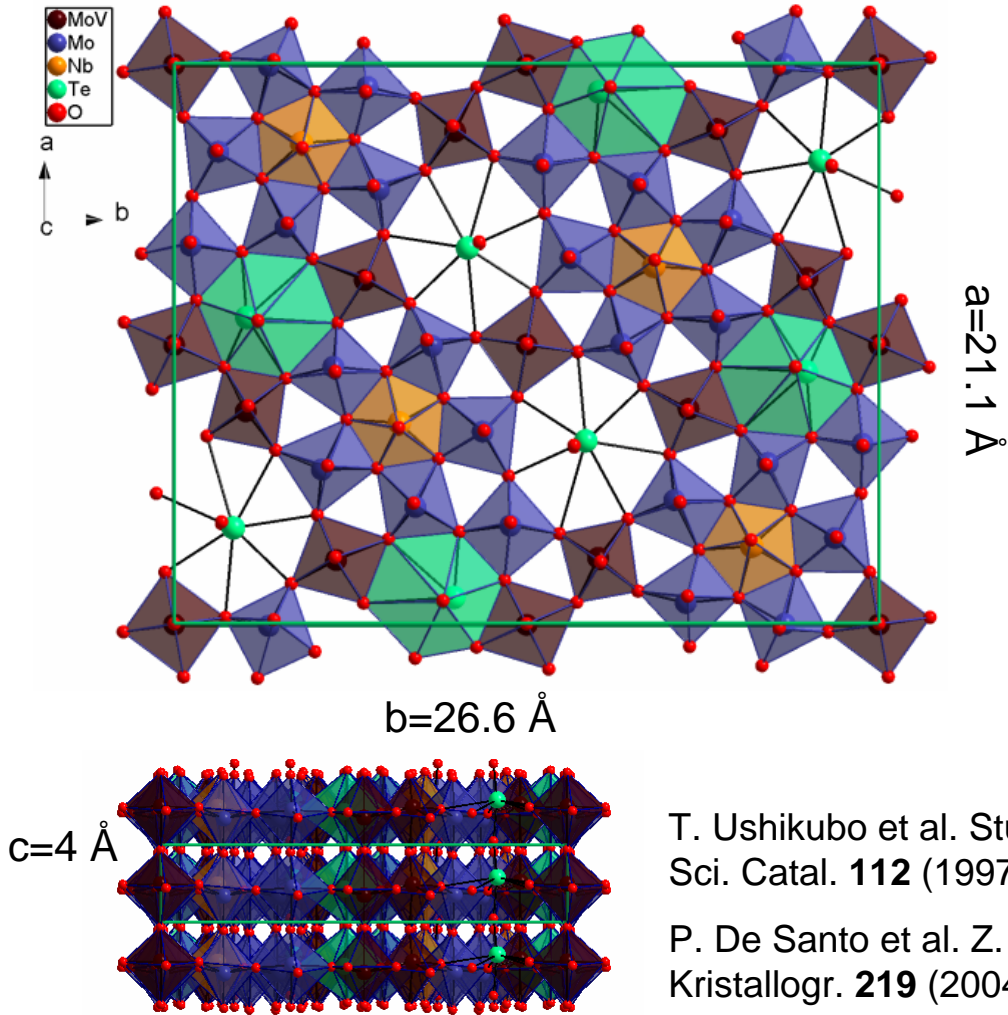 MoV
Mo
Nb
Te
O
a
b
c
a=21.1 Å
b=26.6 Å
c=4 Å
T. Ushikubo et al.
Sci. Catal. 112 (1997
P. De Santo et al. Z.
Kristallogr. 219 (2004